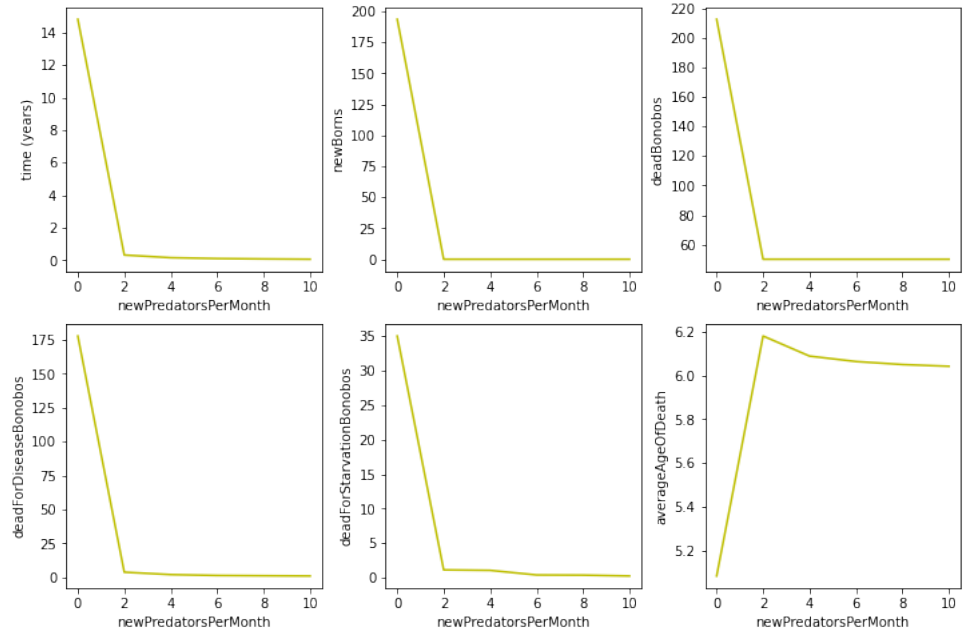 time (years)
14
12
10
8
6
4
2
0
0 2 4 6 8 10
newPredatorsPerMonth
newBorns
200
175
150
125
100
75
50
25
0
0 2 4 6 8 10
newPredatorsPerMonth
deadBonobos
220
200
180
160
140
120
100
80
60
0 2 4 6 8 10
newPredatorsPerMonth
deadForDiseaseBonobos
175
150
125
100
75
50
25
0
0 2 4 6 8 10
newPredatorsPerMonth
deadForStarvationBonobos
35
30
25
20
15
10
5
0
0 2 4 6 8 10
newPredatorsPerMonth
averageAgeOfDeath
6.2
6.0
5.8
5.6
5.4
5.2
0 2 4 6 8 10
newPredatorsPerMonth